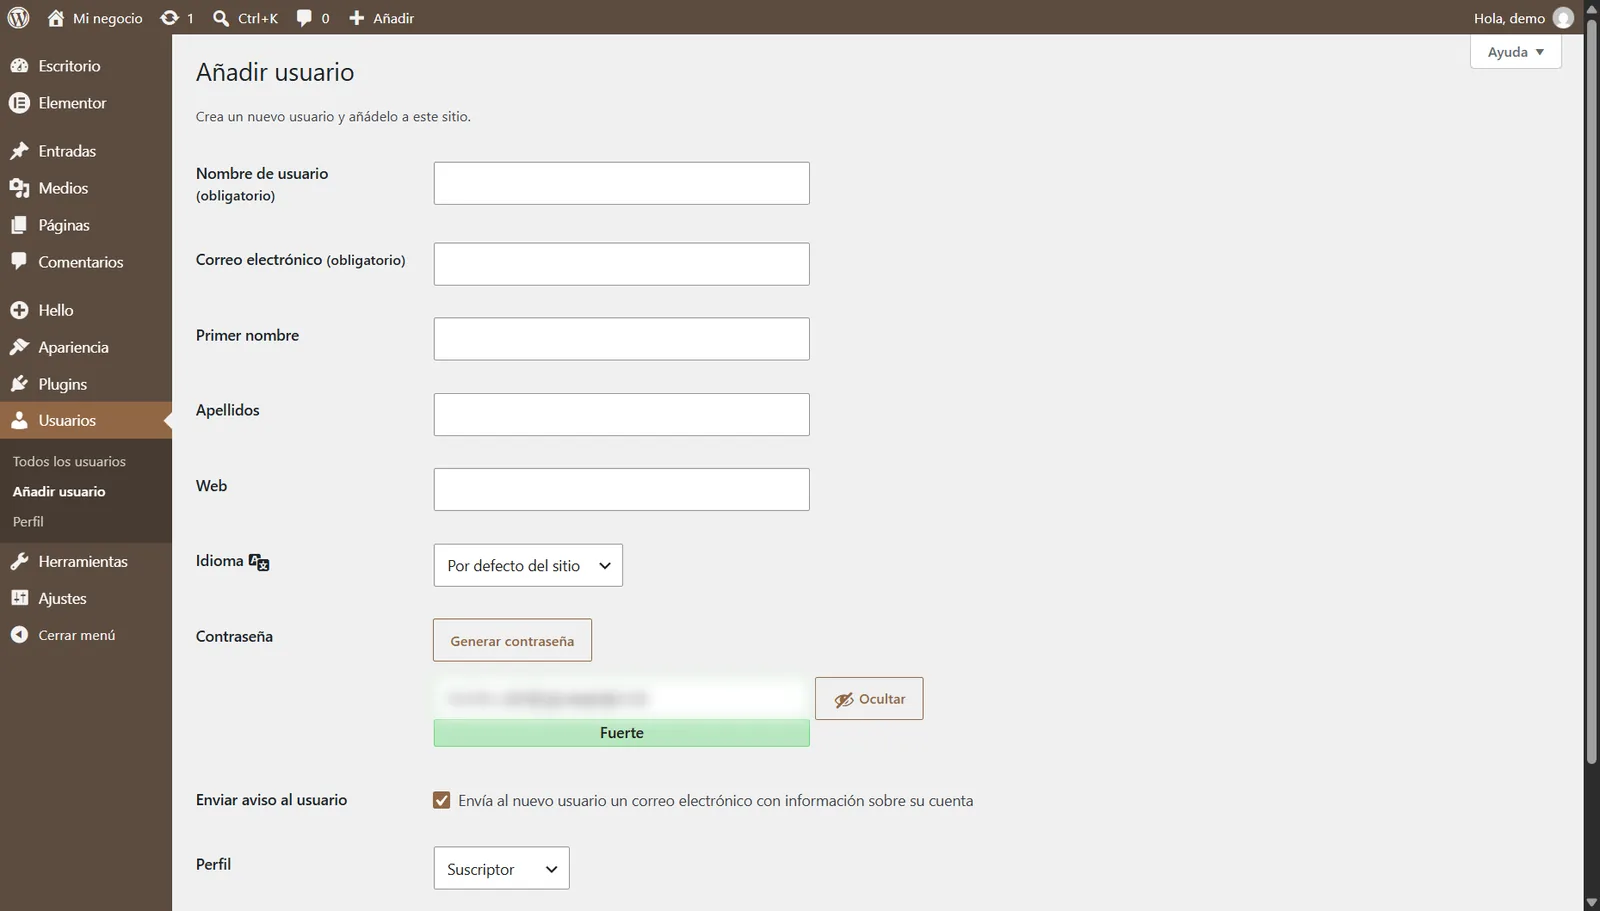 Mi negocio 1 Ctrl+K 0 Añadir Hola, demo
Ayuda
Escritorio
Elementor
Entradas
Medios
Páginas
Comentarios
Hello
Apariencia
Plugins
Usuarios
Todos los usuarios
Añadir usuario
Perfil
Herramientas
Ajustes
Cerrar menú
Añadir usuario
Crea un nuevo usuario y añádelo a este sitio.
Nombre de usuario
(obligatorio)
Correo electrónico (obligatorio)
Primer nombre
Apellidos
Web
Idioma
Por defecto del sitio
Contraseña
Generar contraseña
Ocultar
Fuerte
Enviar aviso al usuario
Envía al nuevo usuario un correo electrónico con información sobre su cuenta
Perfil
Suscriptor